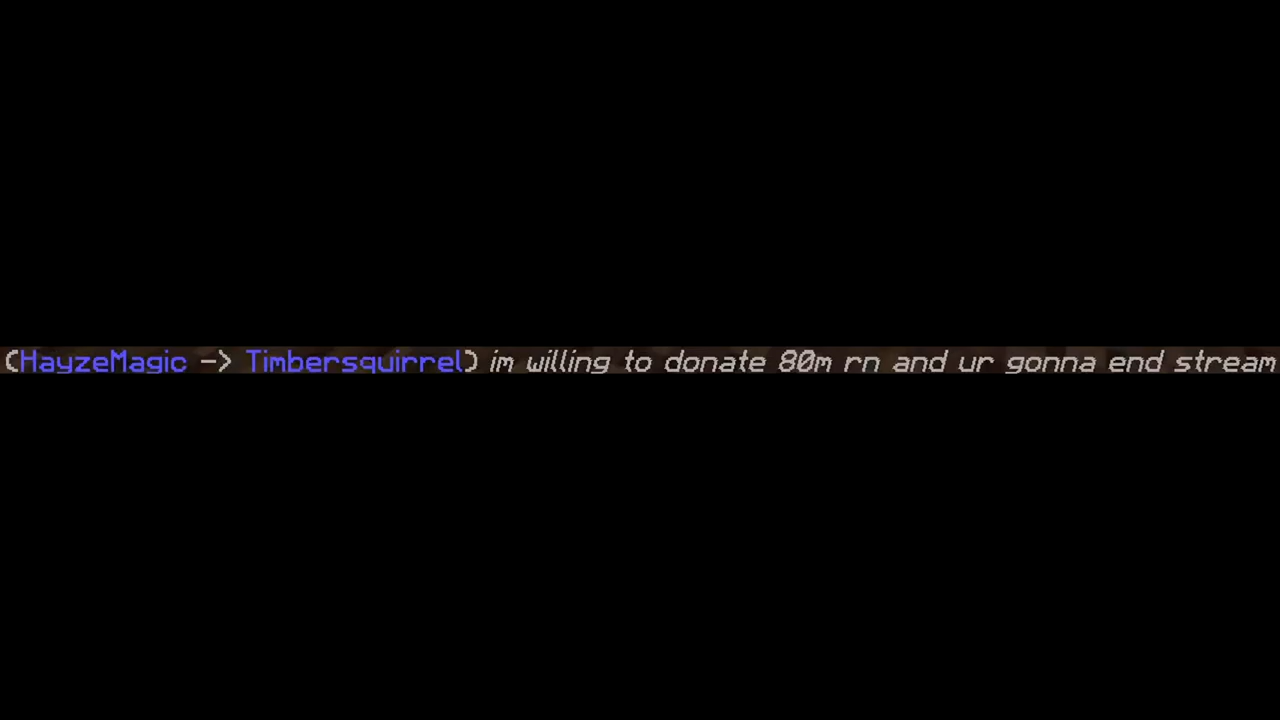 (HayzeMagic -> Timbersquirrel) im willing to donate 80m rn and ur gonna end stream